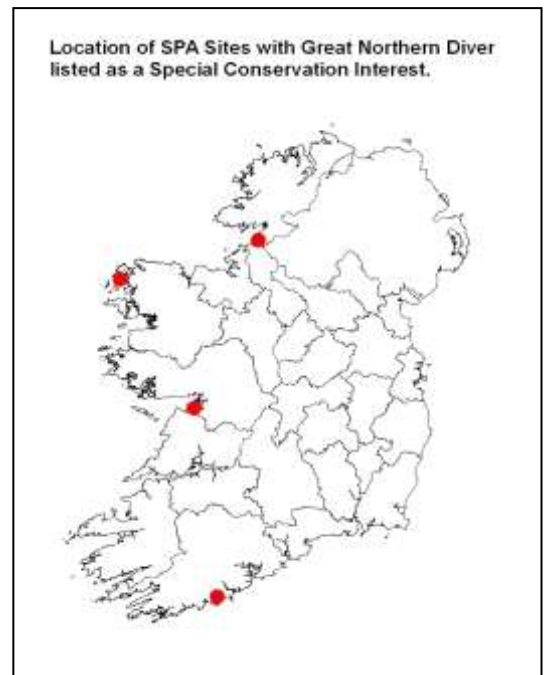 Location of SPA Sites with Great Northern Diver
listed as a Special Conservation Interest.